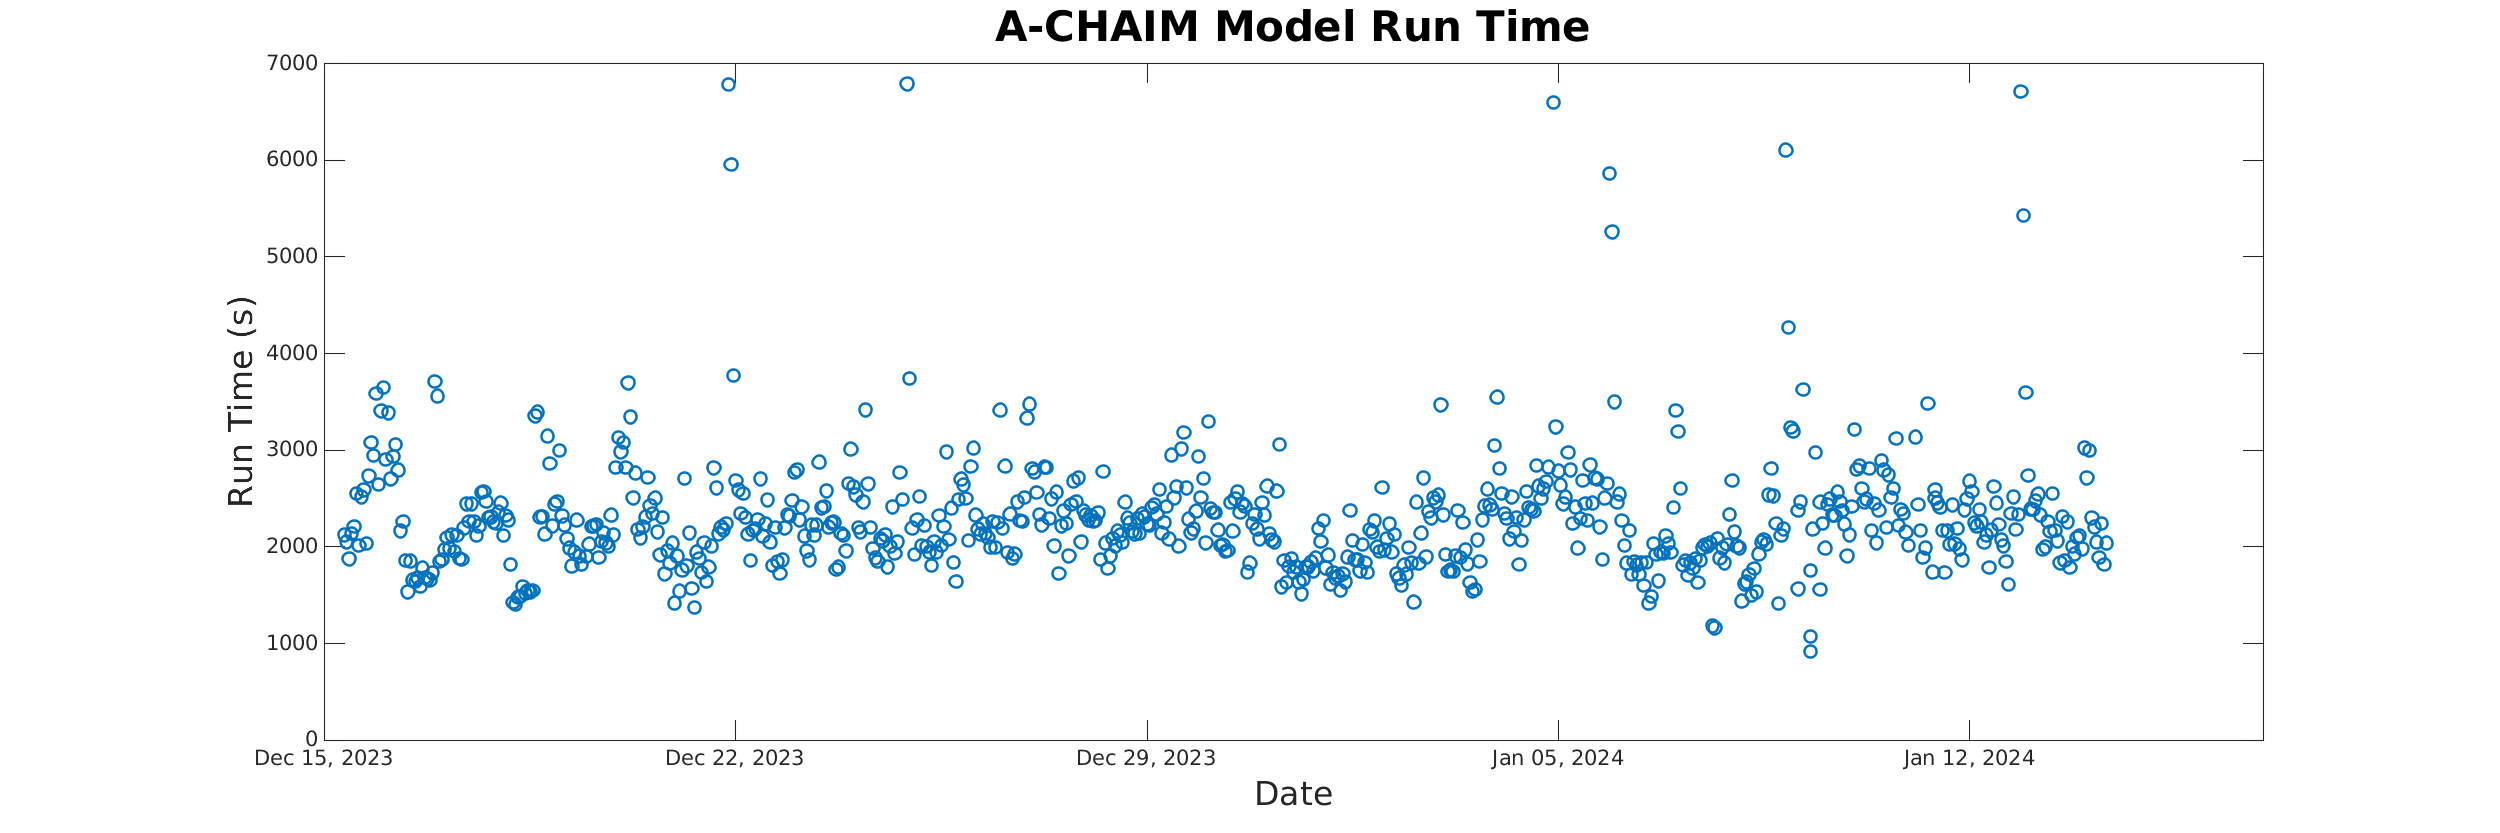 A-CHAIM Model Run Time
7000
6000
5000
4000
3000
2000
1000
0
Run Time (s)
Dec 15, 2023 Dec 22, 2023 Dec 29, 2023 Jan 05, 2024 Jan 12, 2024
Date